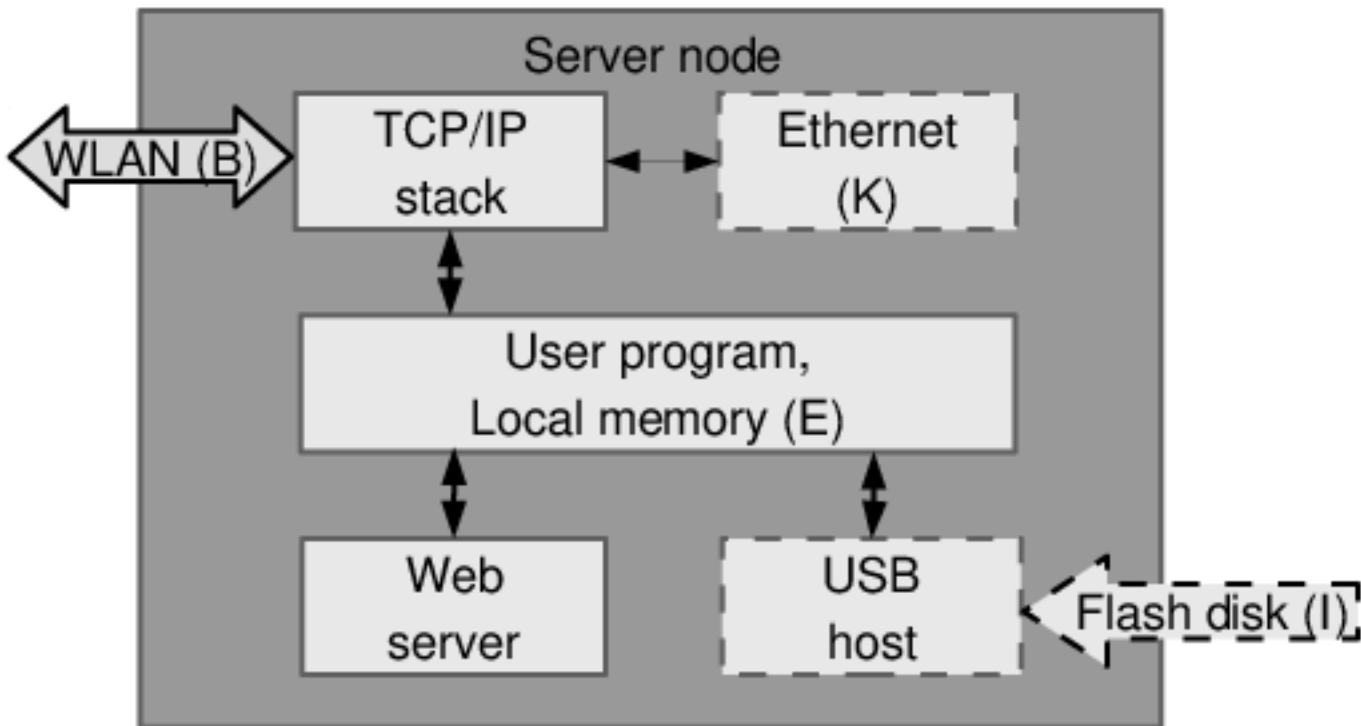 Server node
WLAN (B)
TCP/IP
stack
Ethernet
(K)
User program,
Local memory (E)
Web
server
USB
host
Flash disk (I)